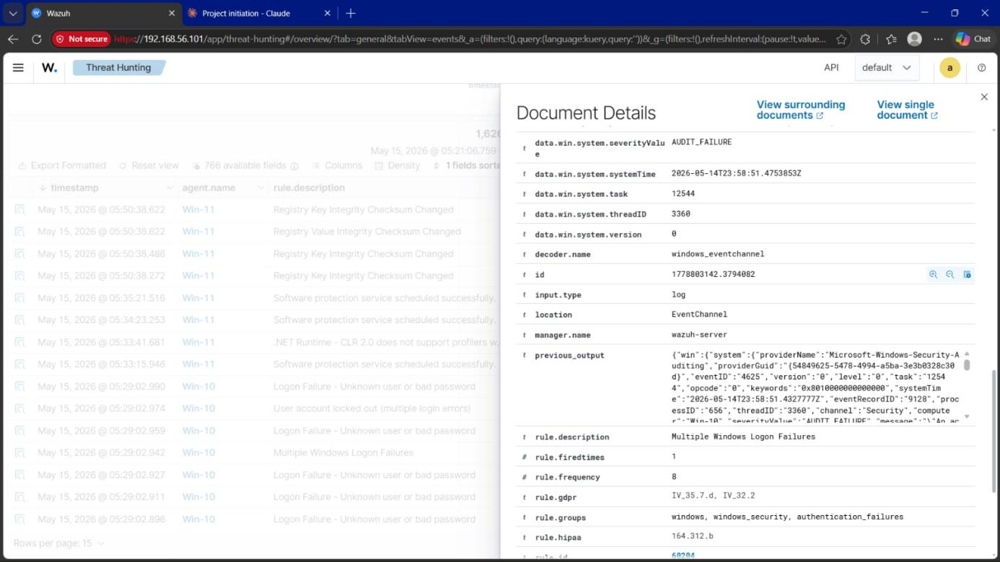 Wazuh
Project initiation - Claude
Not secure https://192.168.56.101/app/threat-hunting#/overview/?tab=general&tabView=events&_a=(filters:!(),query:(language:kuery,query:''))&_g=(filters:!(),refreshInterval:(pause:!t,value... Chat
W. Threat Hunting API default a
timestam
Document Details View surrounding documents View single document
1,626
May 15, 2026 @ 05:21:06.759
Export Formatted Reset view 766 available fields Columns Density 1 fields sorte
timestamp agent.name rule.description
May 15, 2026 @ 05:50:38.622 Win-11 Registry Key Integrity Checksum Changed
May 15, 2026 @ 05:50:38.622 Win-11 Registry Value Integrity Checksum Changed
May 15, 2026 @ 05:50:38.486 Win-11 Registry Key Integrity Checksum Changed
May 15, 2026 @ 05:50:38.272 Win-11 Registry Key Integrity Checksum Changed
May 15, 2026 @ 05:35:21.516 Win-11 Software protection service scheduled successfully.
May 15, 2026 @ 05:34:23.253 Win-11 Software protection service scheduled successfully.
May 15, 2026 @ 05:33:41.681 Win-11 .NET Runtime - CLR 2.0 does not support profilers w.
May 15, 2026 @ 05:33:15.946 Win-11 Software protection service scheduled successfully.
May 15, 2026 @ 05:29:02.990 Win-10 Logon Failure - Unknown user or bad password
May 15, 2026 @ 05:29:02.974 Win-10 User account locked out (multiple login errors)
May 15, 2026 @ 05:29:02.959 Win-10 Logon Failure - Unknown user or bad password
May 15, 2026 @ 05:29:02.942 Win-10 Multiple Windows Logon Failures
May 15, 2026 @ 05:29:02.927 Win-10 Logon Failure - Unknown user or bad password
May 15, 2026 @ 05:29:02.911 Win-10 Logon Failure - Unknown user or bad password
May 15, 2026 @ 05:29:02.896 Win-10 Logon Failure - Unknown user or bad password
Rows per page: 15
t data.win.system.severityValue AUDIT_FAILURE
t data.win.system.systemTime 2026-05-14T23:58:51.4753853Z
t data.win.system.task 12544
t data.win.system.threadID 3360
t data.win.system.version 0
t decoder.name windows_eventchannel
t id 1778803142.3794082
t input.type log
t location EventChannel
t manager.name wazuh-server
t previous_output {"win":{"system":{"providerName":"Microsoft-Windows-Security-A
uditing","providerGuid":"{54849625-5478-4994-a5ba-3e3b0328c30
d}","eventID":"4625","version":"0","level":"0","task":"1254
4","opcode":"0","keywords":"0x8010000000000000","systemTim
e":"2026-05-14T23:58:51.4327777Z","eventRecordID":"9128","proc
essID":"656","threadID":"3360","channel":"Security","compute
r":"Win-10","severityValue":"AUDIT_FAILURE","message":"\"An ac
t rule.description Multiple Windows Logon Failures
# rule.firedtimes 1
# rule.frequency 8
t rule.gdpr IV_35.7.d, IV_32.2
t rule.groups windows, windows_security, authentication_failures
t rule.hipaa 164.312.b
t rule.id 60204